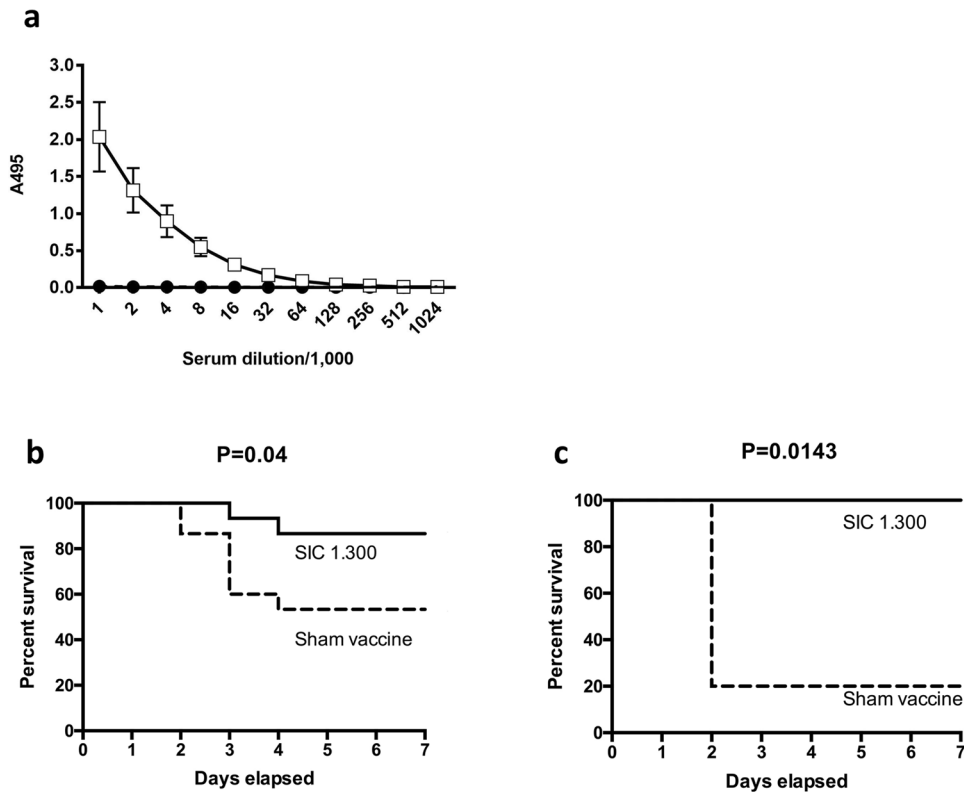 a
3.0
2.5
2.0
1.5
1.0
0.5
0.0
A495
1 2 4 8 16 32 64 128 256 512 1024
Serum dilution/1,000
b
P=0.04
100
80
60
40
20
0
Percent survival
SIC 1.300
Sham vaccine
0 1 2 3 4 5 6 7
Days elapsed
c
P=0.0143
100
80
60
40
20
0
Percent survival
SIC 1.300
Sham vaccine
0 1 2 3 4 5 6 7
Days elapsed